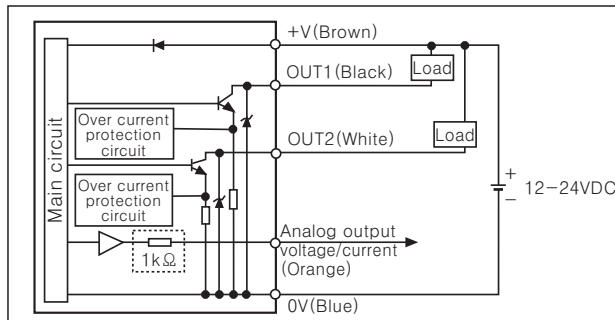 +V(Brown)
OUT1(Black)
Load
Over current
protection
circuit
OUT2(White)
Load
Main circuit
Over current
protection
circuit
+
12-24VDC
-
Analog output
voltage/current
(Orange)
1kΩ
0V(Blue)